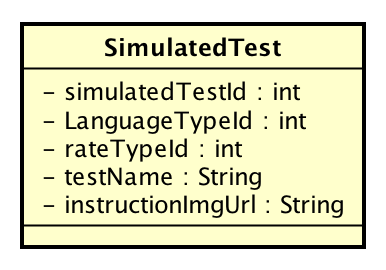 SimulatedTest
- simulatedTestId : int
- LanguageTypeId : int
- rateTypeId : int
- testName : String
- instructionImgUrl : String